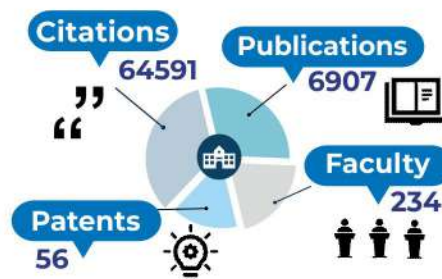 Citations
64591
Publications
6907
Faculty
234
Patents
56